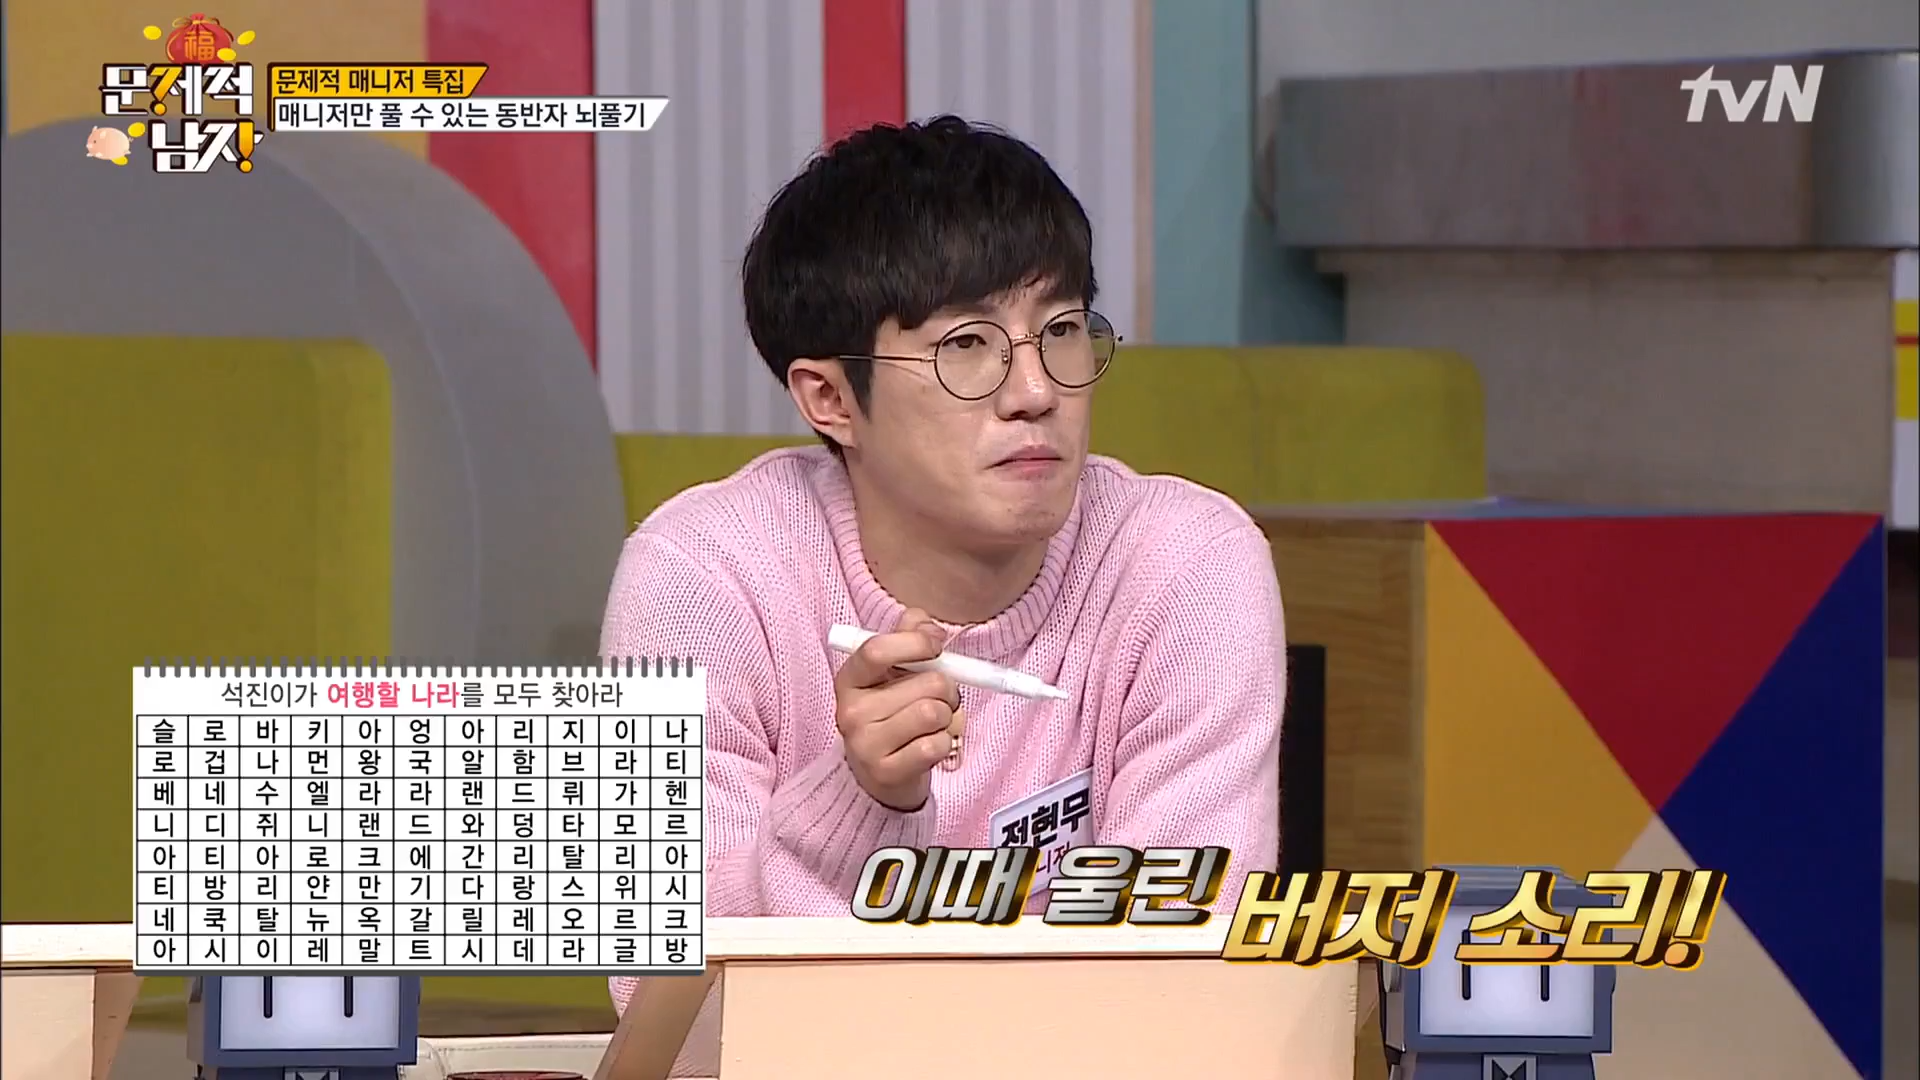 福
문제적
남자
문제적 매니저 특집
매니저만 풀 수 있는 동반자 뇌풀기
tvN
전현무
니저
석진이가 여행할 나라를 모두 찾아라
슬 로 바 키 아 엉 아 리 지 이 나
로 겁 나 먼 왕 국 알 함 브 라 티
베 네 수 엘 라 라 랜 드 뤼 가 헨
니 디 쥐 니 랜 드 와 덩 타 모 르
아 티 아 로 크 에 간 리 탈 리 아
티 방 리 얀 만 기 다 랑 스 위 시
네 쿡 탈 뉴 옥 갈 릴 레 오 르 크
아 시 이 레 말 트 시 데 라 글 방
이때 울린 버저 소리!